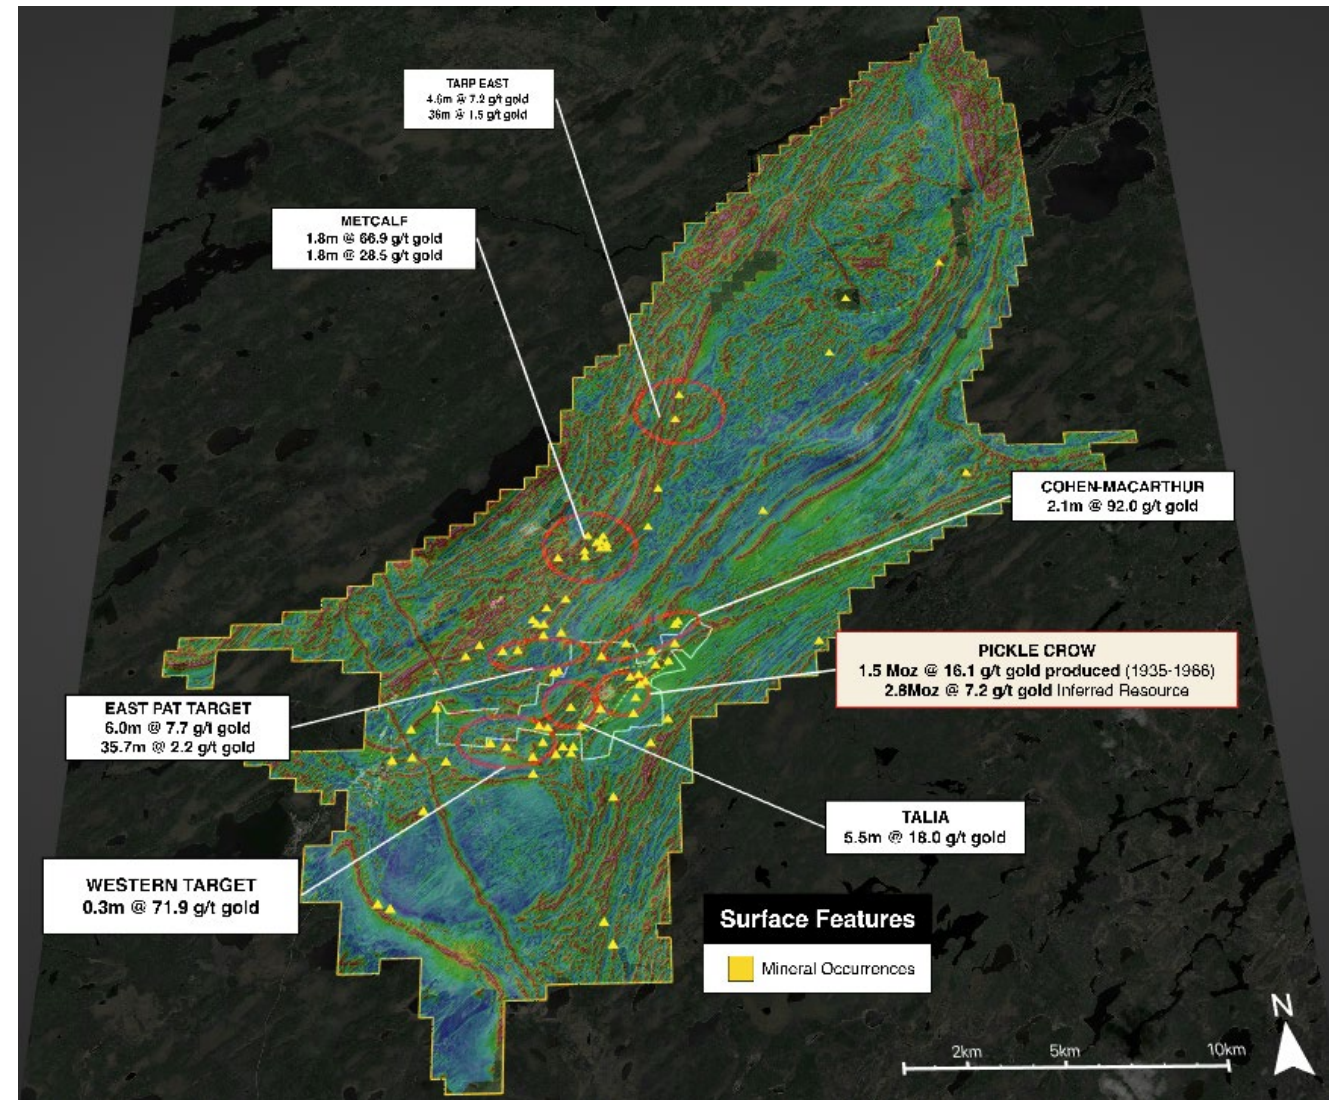 TARP EAST
4.6m @ 7.2 g/t gold
36m @ 1.5 g/t gold
METCALF
1.8m @ 66.9 g/t gold
1.8m @ 28.5 g/t gold
COHEN-MACARTHUR
2.1m @ 92.0 g/t gold
PICKLE CROW
1.5 Moz @ 16.1 g/t gold produced (1935-1966)
2.8Moz @ 7.2 g/t gold Inferred Resource
EAST PAT TARGET
6.0m @ 7.7 g/t gold
35.7m @ 2.2 g/t gold
TALIA
5.5m @ 18.0 g/t gold
WESTERN TARGET
0.3m @ 71.9 g/t gold
Surface Features
Mineral Occurrences
N
2km 5km 10km